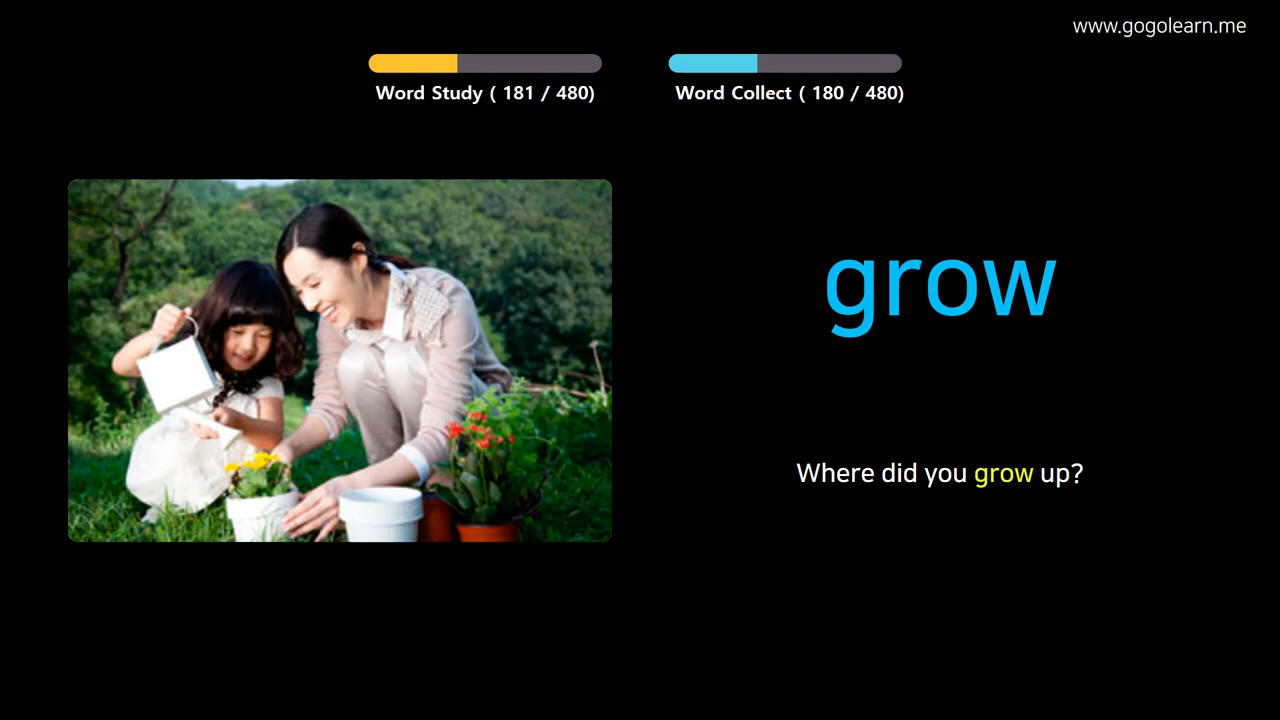 www.gogolearn.me
Word Study ( 181 / 480)
Word Collect ( 180 / 480)
grow
Where did you grow up?